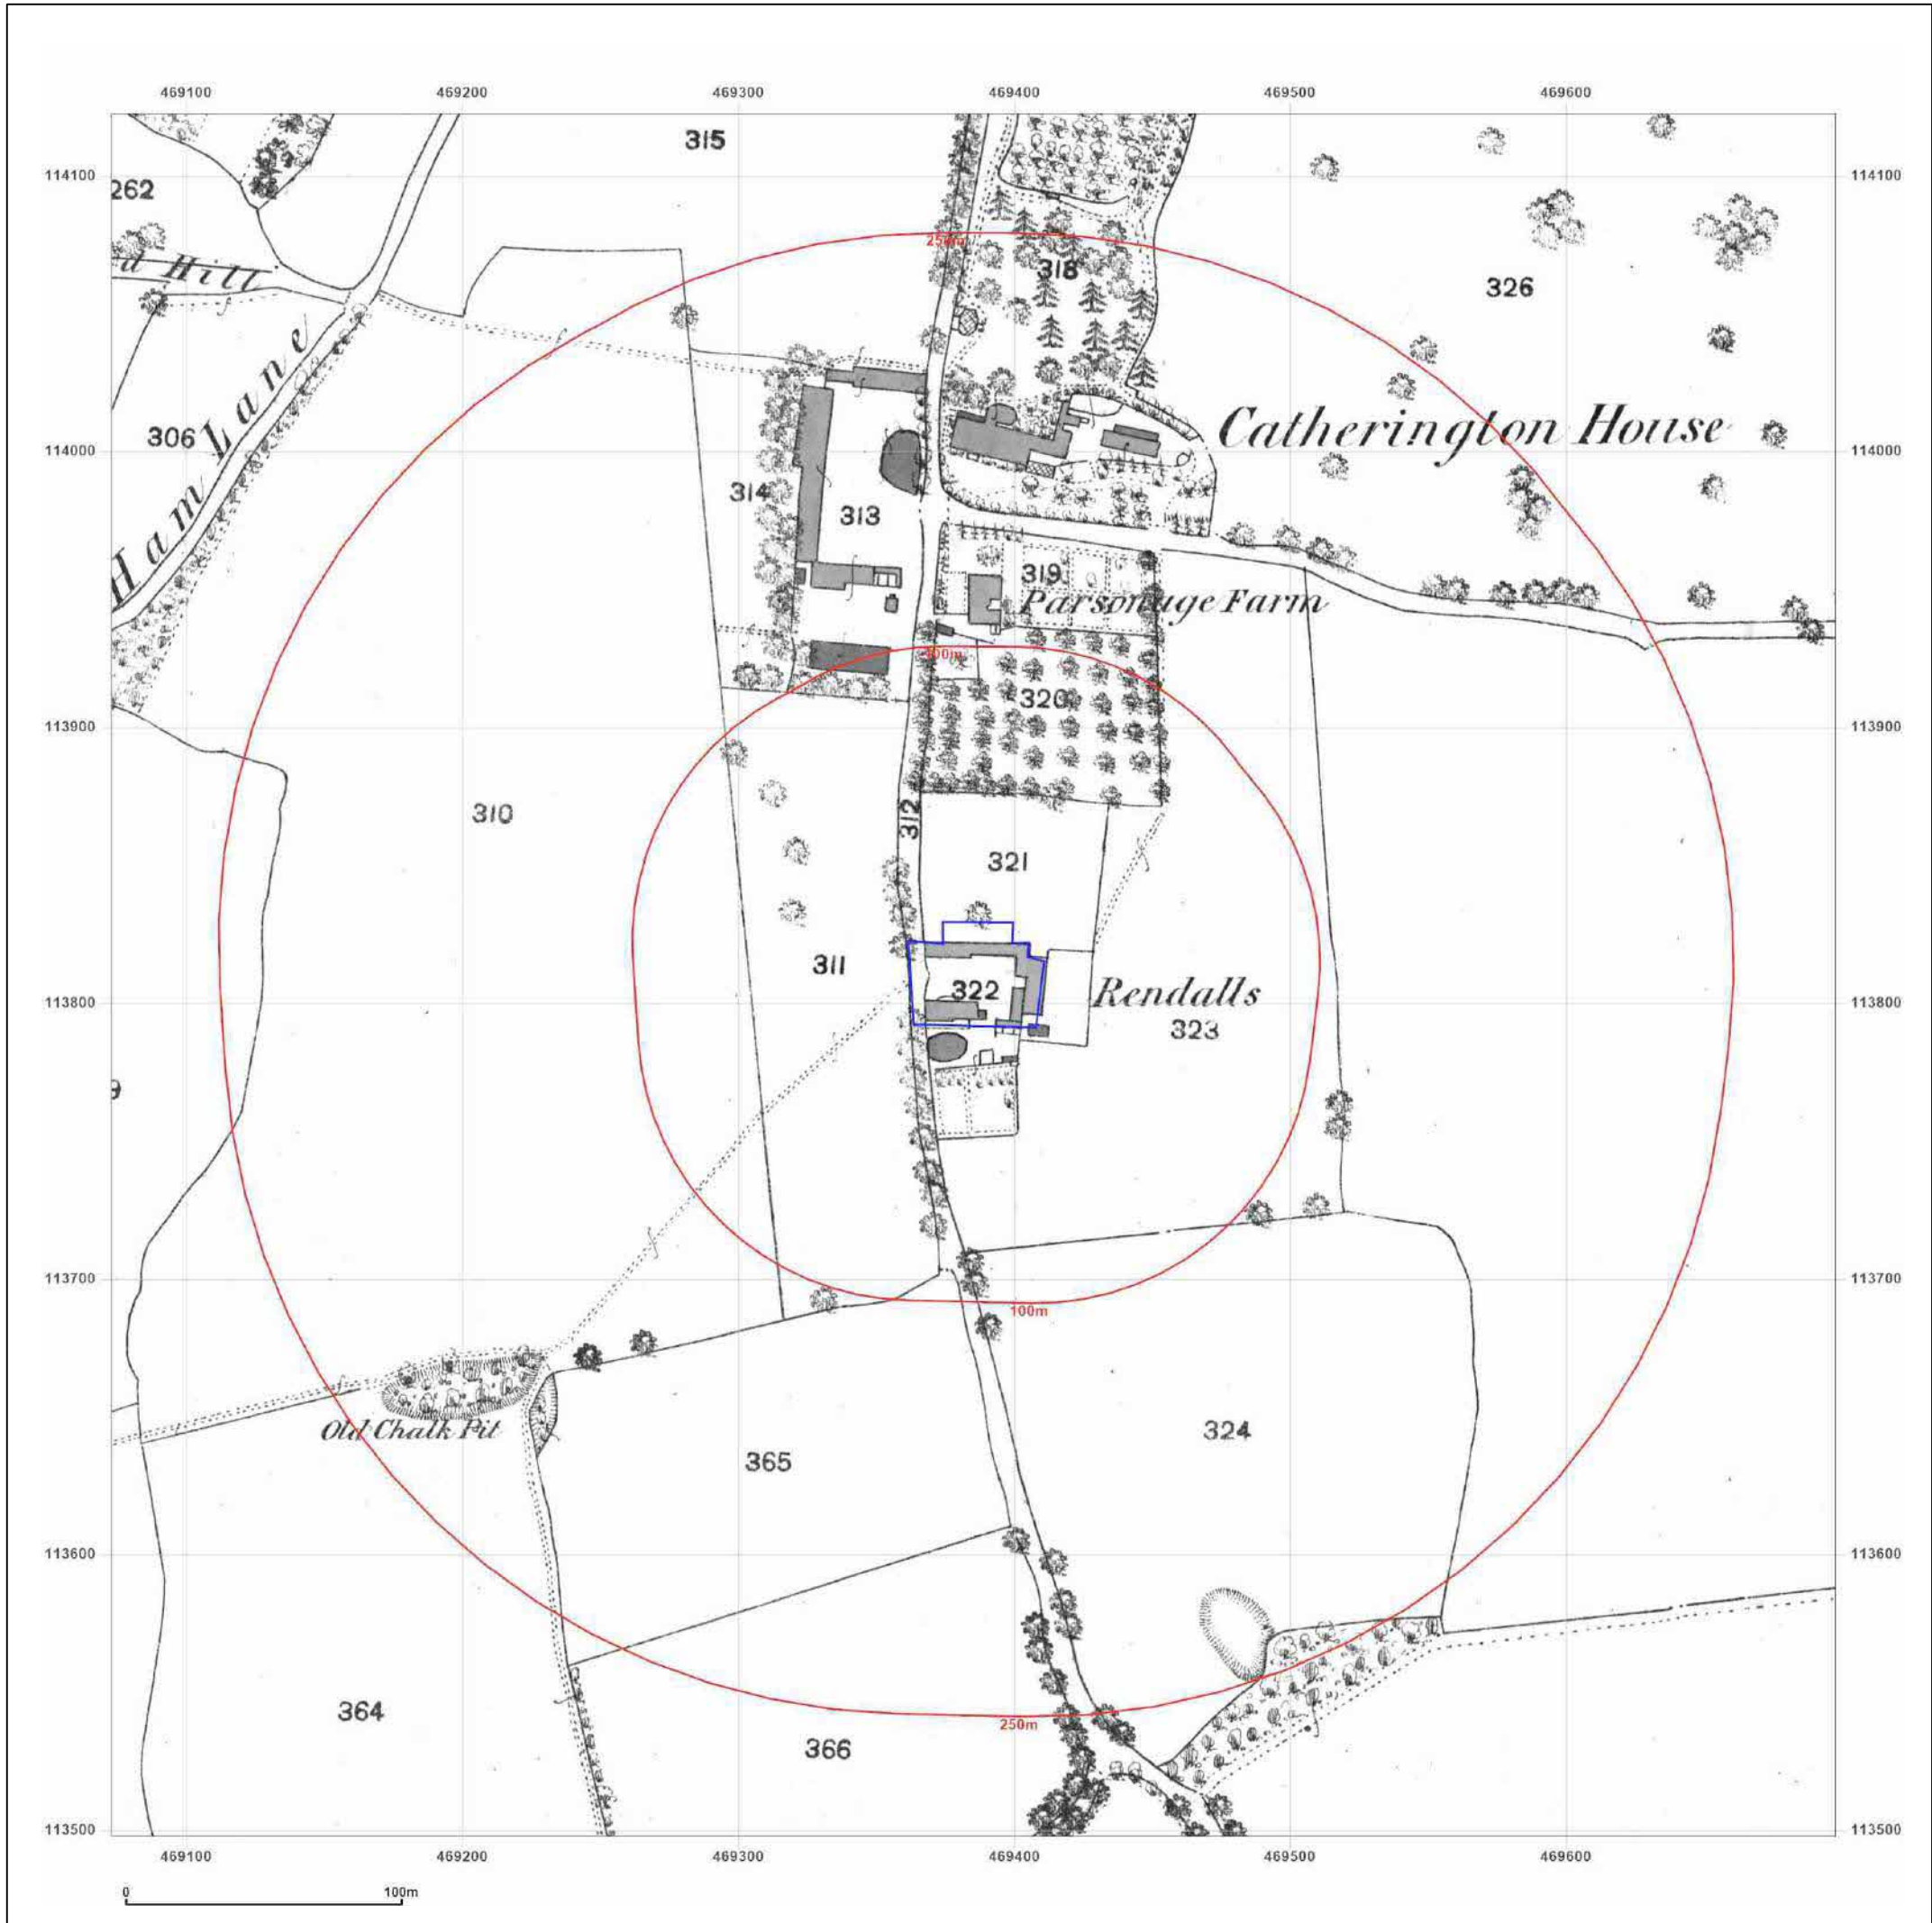 469100 469200 469300 469400 469500 469600
315
114100 114100
262
250m
318
d Hill
326
Ham Lane
306
Catherington House
114000 114000
314
313
319
Parsonage Farm
100m
320
113900 113900
310
312
321
311
322
Rendalls
113800 113800
323
9
113700 113700
100m
Old Chalk Pit
324
365
113600 113600
364
250m
366
113500 113500
469100 469200 469300 469400 469500 469600
0 100m